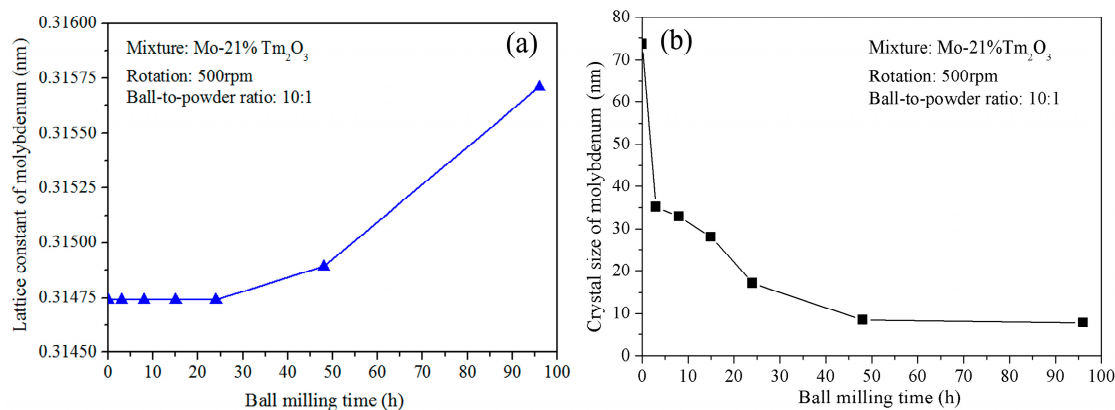 (a)
Mixture: Mo-21%Tm₂O₃
Rotation: 500rpm
Ball-to-powder ratio: 10:1
Lattice constant of molybdenum (nm)
0.31600
0.31575
0.31550
0.31525
0.31500
0.31475
0.31450
0 10 20 30 40 50 60 70 80 90 100
Ball milling time (h)
(b)
Mixture: Mo-21%Tm₂O₃
Rotation: 500rpm
Ball-to-powder ratio: 10:1
Crystal size of molybdenum (nm)
80
70
60
50
40
30
20
10
0
0 10 20 30 40 50 60 70 80 90 100
Ball milling time (h)